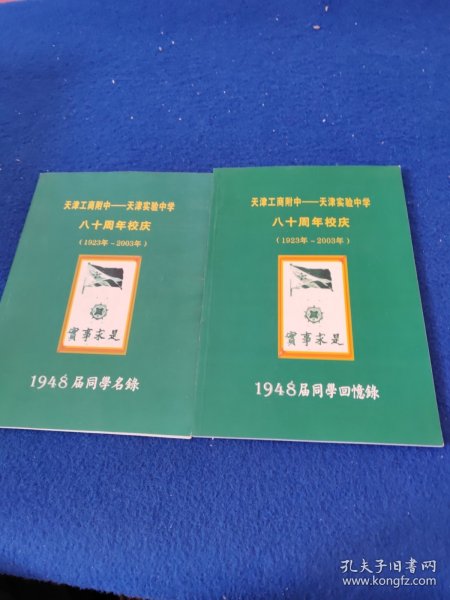 天津工商附中——天津实验中学
八十周年校庆
（1923年－2003年）
實事求是
1948届同學名錄
天津工商附中——天津实验中学
八十周年校庆
（1923年－2003年）
實事求是
1948届同學回憶錄
孔夫子旧书网
www.kongfz.com